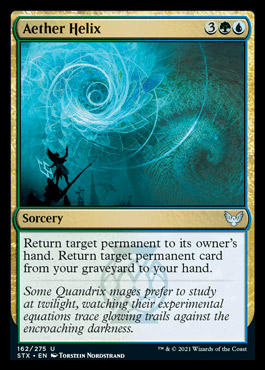 Aether Helix 3
Sorcery
Return target permanent to its owner's
hand. Return target permanent card
from your graveyard to your hand.
Some Quandrix mages prefer to study
at twilight, watching their experimental
equations trace glowing trails against the
encroaching darkness.
162/275 U
STX • EN Torstein Nordstrand
™ & © 2021 Wizards of the Coast